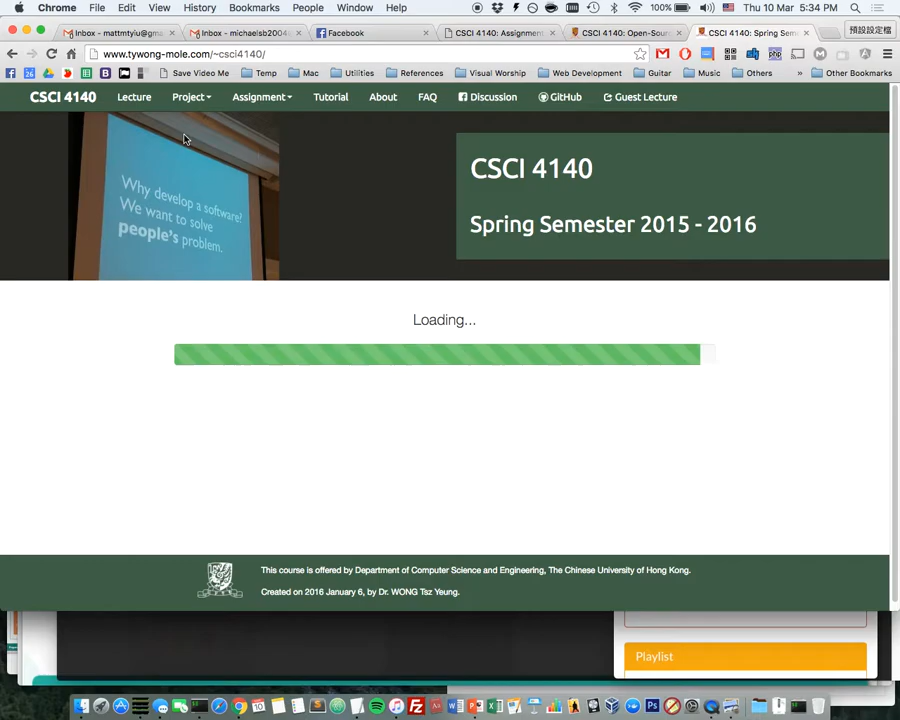 Chrome File Edit View History Bookmarks People Window Help 100% Thu 10 Mar 5:34 PM
Inbox - mattmtyiu@gma Inbox - michaelsb2004 Facebook CSCI 4140: Assignmen CSCI 4140: Open-Sourc CSCI 4140: Spring Sem 預設設定檔
www.tywong-mole.com/~csci4140/
26 Save Video Me Temp Mac Utilities References Visual Worship Web Development Guitar Music Others » Other Bookmarks
CSCI 4140 Lecture Project Assignment Tutorial About FAQ Discussion GitHub Guest Lecture
Why develop a software?
We want to solve
people's problem.
CSCI 4140
Spring Semester 2015 - 2016
Loading...
This course is offered by Department of Computer Science and Engineering, The Chinese University of Hong Kong.
Created on 2016 January 6, by Dr. WONG Tsz Yeung.
Playlist